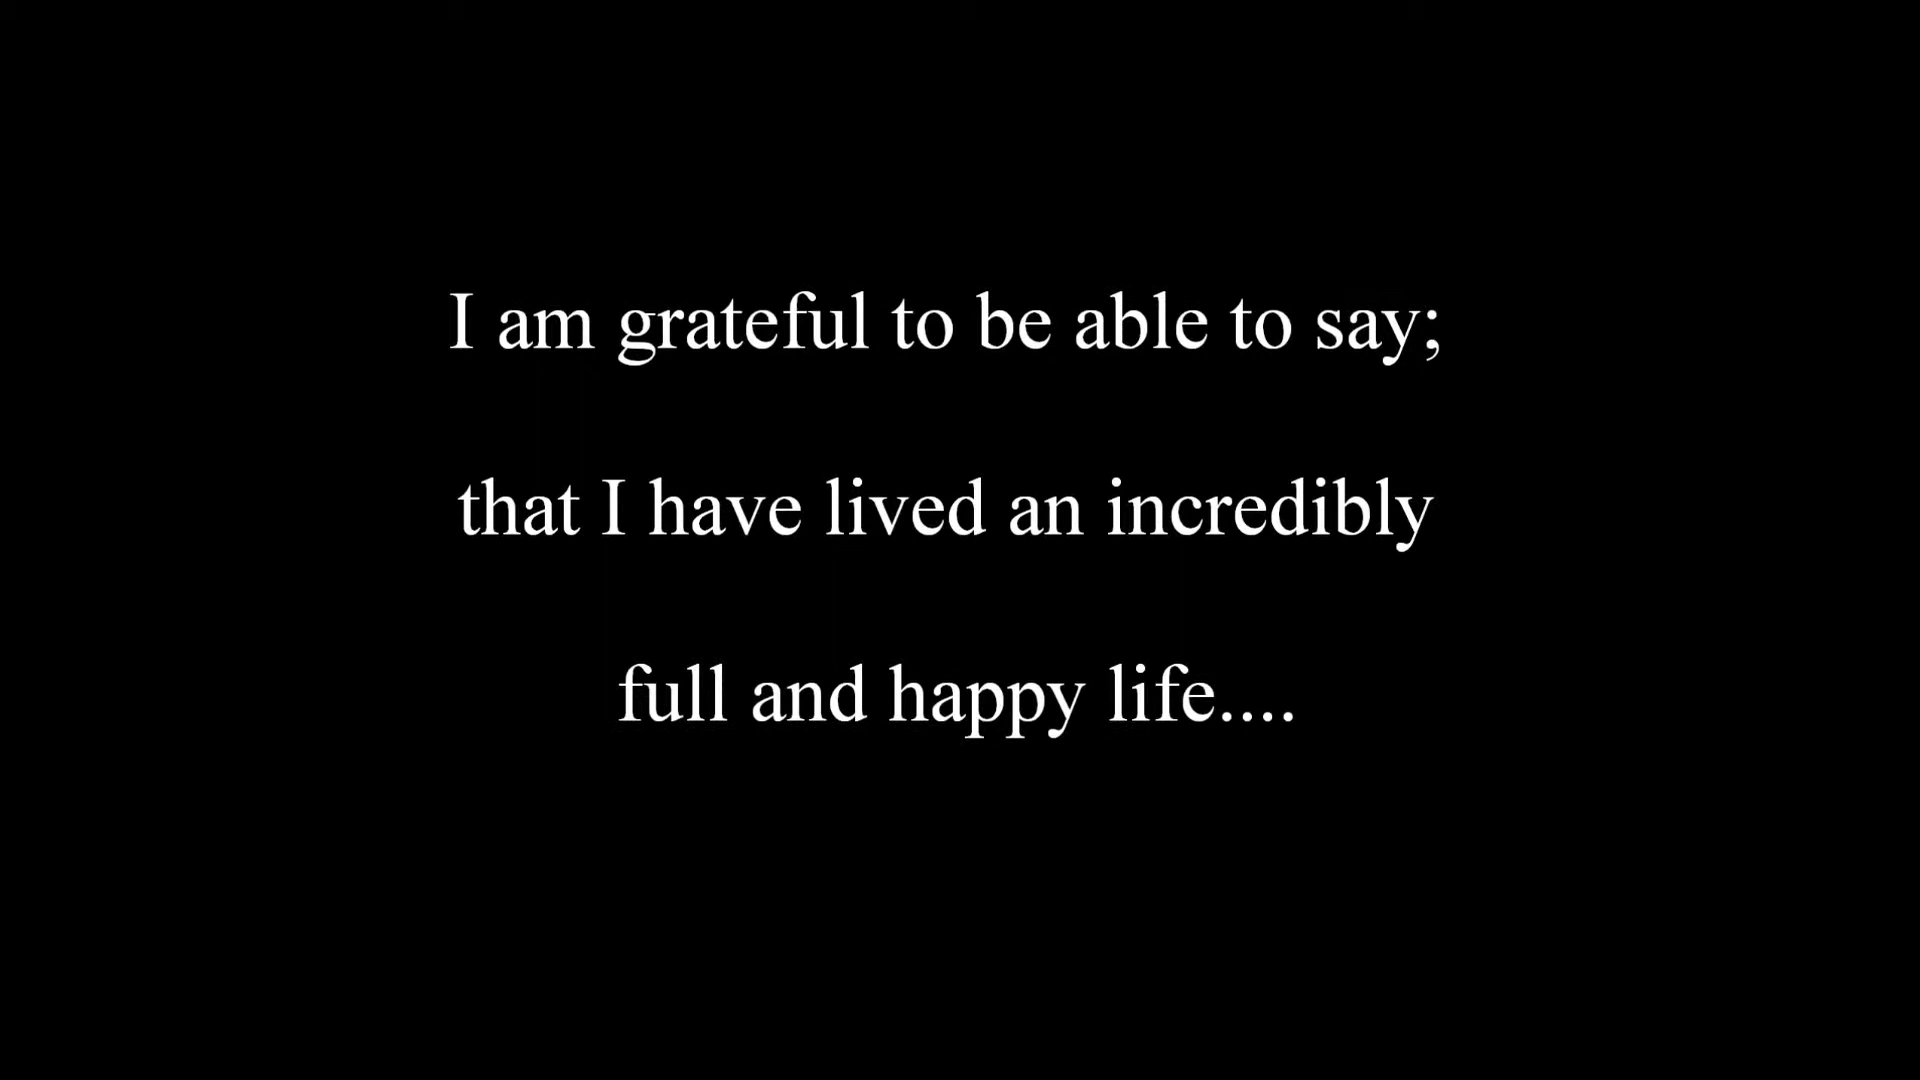 I am grateful to be able to say;
that I have lived an incredibly
full and happy life....